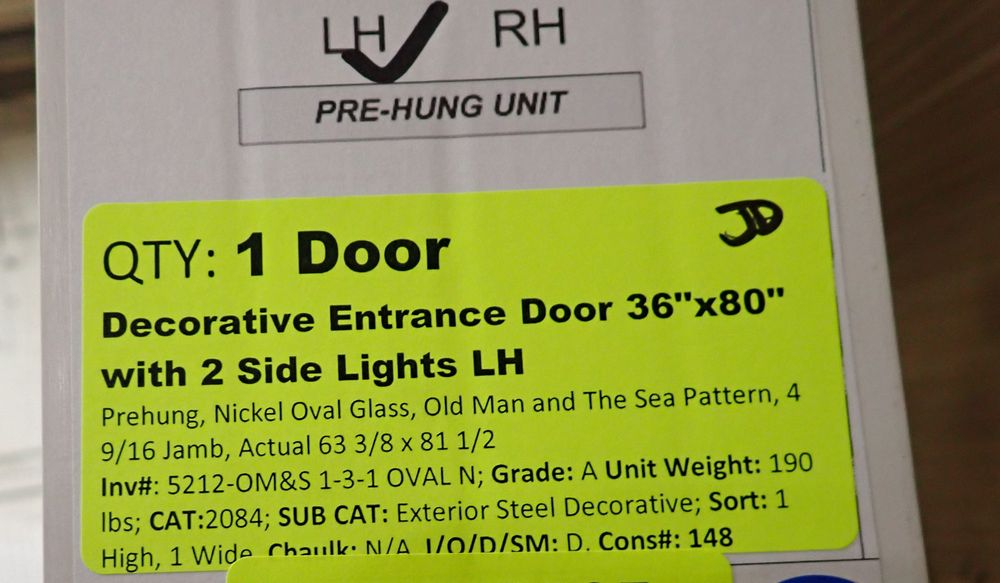 LH RH
PRE-HUNG UNIT
JD
QTY: 1 Door
Decorative Entrance Door 36"x80"
with 2 Side Lights LH
Prehung, Nickel Oval Glass, Old Man and The Sea Pattern, 4
9/16 Jamb, Actual 63 3/8 x 81 1/2
Inv#: 5212-OM&S 1-3-1 OVAL N; Grade: A Unit Weight: 190
lbs; CAT:2084; SUB CAT: Exterior Steel Decorative; Sort: 1
High, 1 Wide, Chaulk: N/A, I/O/D/SM: D, Cons#: 148